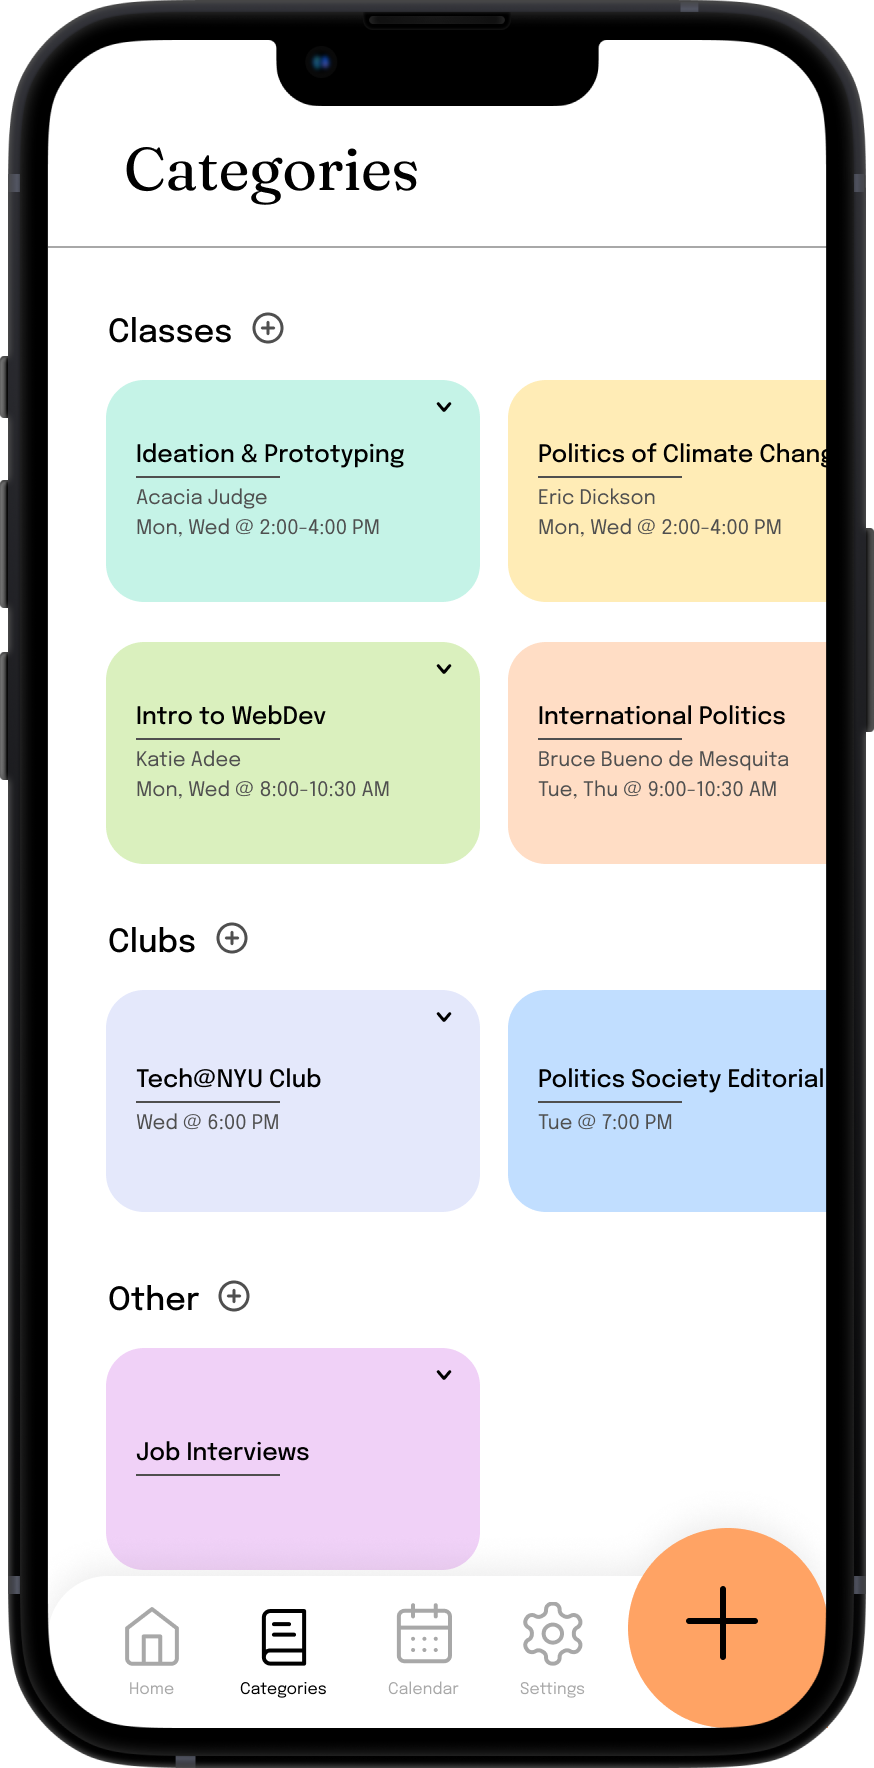 Categories
Classes
Ideation & Prototyping
Acacia Judge
Mon, Wed @ 2:00-4:00 PM
Politics of Climate Chang
Eric Dickson
Mon, Wed @ 2:00-4:00 PM
Intro to WebDev
Katie Adee
Mon, Wed @ 8:00-10:30 AM
International Politics
Bruce Bueno de Mesquita
Tue, Thu @ 9:00-10:30 AM
Clubs
Tech@NYU Club
Wed @ 6:00 PM
Politics Society Editorial
Tue @ 7:00 PM
Other
Job Interviews
Home
Categories
Calendar
Settings